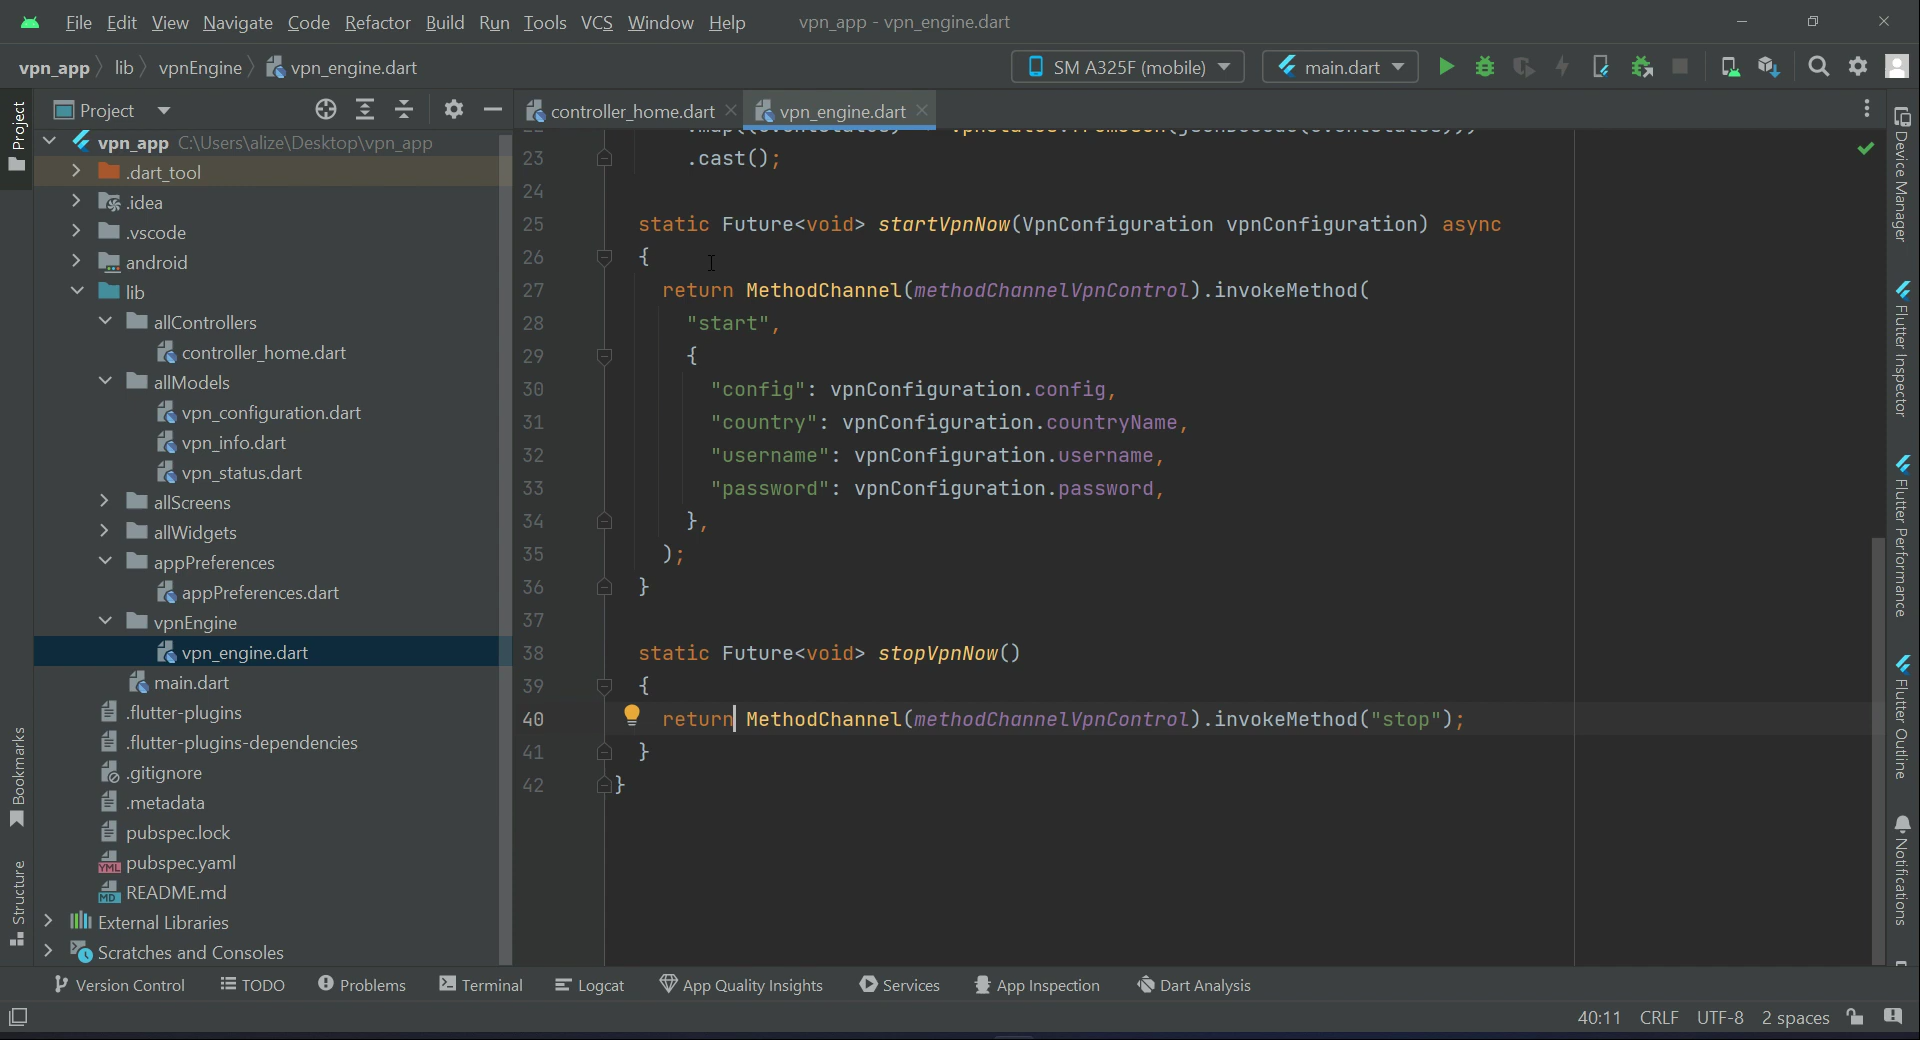 File Edit View Navigate Code Refactor Build Run Tools VCS Window Help vpn_app - vpn_engine.dart
vpn_app lib vpnEngine vpn_engine.dart SM A325F (mobile) main.dart
Project
Project controller_home.dart vpn_engine.dart
vpn_app C:\Users\alize\Desktop\vpn_app
.dart_tool
.idea
.vscode
android
lib
allControllers
controller_home.dart
allModels
vpn_configuration.dart
vpn_info.dart
vpn_status.dart
allScreens
allWidgets
appPreferences
appPreferences.dart
vpnEngine
vpn_engine.dart
main.dart
.flutter-plugins
.flutter-plugins-dependencies
.gitignore
.metadata
pubspec.lock
pubspec.yaml
README.md
External Libraries
Scratches and Consoles
Bookmarks
Structure
23 .cast();
24
25 static Future<void> startVpnNow(VpnConfiguration vpnConfiguration) async
26 {
27 return MethodChannel(methodChannelVpnControl).invokeMethod(
28 "start",
29 {
30 "config": vpnConfiguration.config,
31 "country": vpnConfiguration.countryName,
32 "username": vpnConfiguration.username,
33 "password": vpnConfiguration.password,
34 },
35 );
36 }
37
38 static Future<void> stopVpnNow()
39 {
40 return MethodChannel(methodChannelVpnControl).invokeMethod("stop");
41 }
42 }
Device Manager
Flutter Inspector
Flutter Performance
Flutter Outline
Notifications
Version Control TODO Problems Terminal Logcat App Quality Insights Services App Inspection Dart Analysis
40:11 CRLF UTF-8 2 spaces